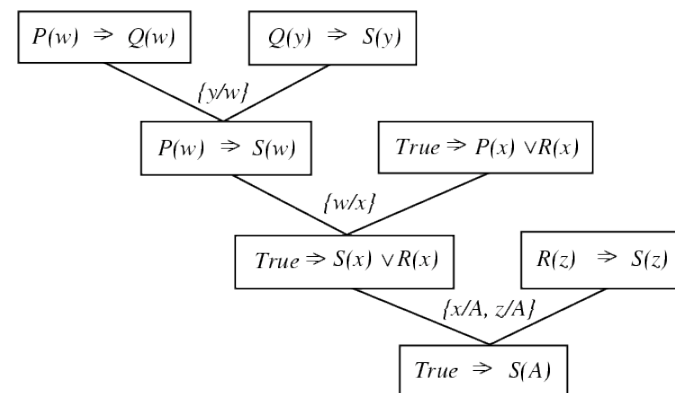 P(w) ⇒ Q(w)
Q(y) ⇒ S(y)
{y/w}
P(w) ⇒ S(w)
True ⇒ P(x) ∨R(x)
{w/x}
True ⇒ S(x) ∨R(x)
R(z) ⇒ S(z)
{x/A, z/A}
True ⇒ S(A)